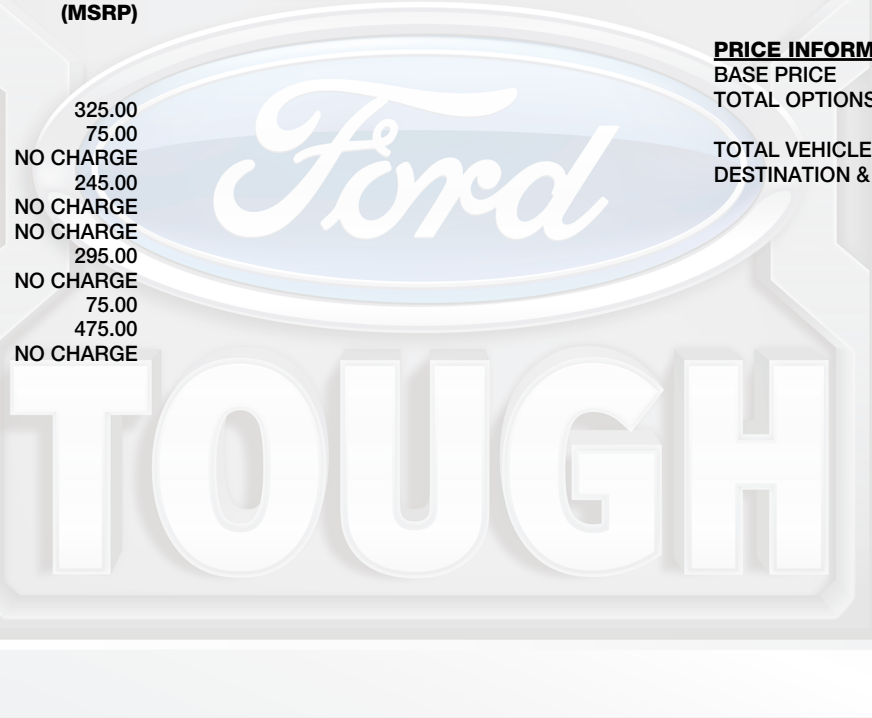 (MSRP)
325.00
75.00
NO CHARGE
245.00
NO CHARGE
NO CHARGE
295.00
NO CHARGE
75.00
475.00
NO CHARGE
PRICE INFORM
BASE PRICE
TOTAL OPTIONS
TOTAL VEHICLE
DESTINATION &
Ford
TOUGH